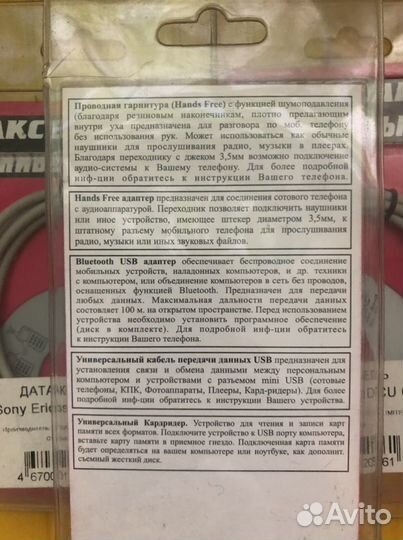 Проводная гарнитура (Hands Free) с функцией шумоподавления
(благодаря резиновым наконечникам, плотно прилегающим
внутри уха предназначена для разговора по моб. телефону
без использования рук. Может использоваться как обычные
наушники для прослушивания радио, музыки в плеерах.
Благодаря переходнику с джеком 3,5мм возможно подключение
аудио-системы к Вашему телефону. Для более подробной
инф-ции обратитесь к инструкции Вашего телефона.
Hands Free адаптер предназначен для соединения сотового телефона
с аудиоаппаратурой. Переходник позволяет подключить наушники
или иное устройство, имеющее штекер диаметром 3,5мм, к
штатному разъему мобильного телефона для прослушивания
радио, музыки или иных звуковых файлов.
Bluetooth USB адаптер обеспечивает беспроводное соединение
мобильных устройств, наладонных компьютеров, и др. техники
с компьютером, или объединение компьютеров в сеть без проводов,
оснащенных функцией Bluetooth. Предназначен для передачи
любых данных. Максимальная дальность передачи данных
составляет 100 м. на открытом пространстве. Перед использованием
устройства необходимо установить программное обеспечение
(диск в комплекте). Для подробной инф-ции обратитесь
к инструкции Вашего телефона.
Универсальный кабель передачи данных USB предназначен для
установления связи и обмена данными между персональным
компьютером и устройствами с разъемом mini USB (сотовые
телефоны, КПК, Фотоаппараты, Плееры, Кард-ридеры). Для более
подробной инф-ции обратитесь к инструкции Вашего телефона.
Универсальный Кардридер. Устройство для чтения и записи карт
памяти всех форматов. Подключите устройство к USB порту компьютера,
вставьте карту памяти в приемное гнездо. Подключенная карта памяти
будет определяться на вашем компьютере или ноутбуке, как дополнит.
съемный жесткий диск.
АКС
ДАТА-К
Sony Erics
4 67000
DCU
Avito